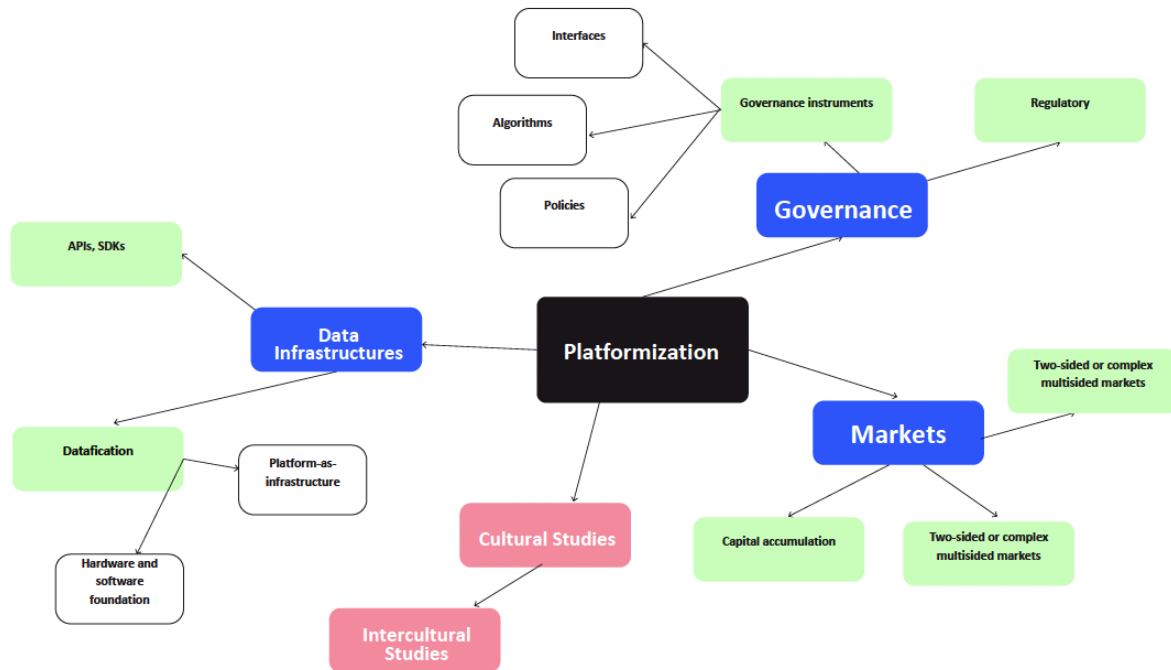 Interfaces
Governance instruments
Regulatory
Algorithms
Policies
Governance
APIs, SDKs
Data
Infrastructures
Platformization
Two-sided or complex
multisided markets
Markets
Datafication
Platform-as-
infrastructure
Cultural Studies
Capital accumulation
Two-sided or complex
multisided markets
Hardware and
software
foundation
Intercultural
Studies